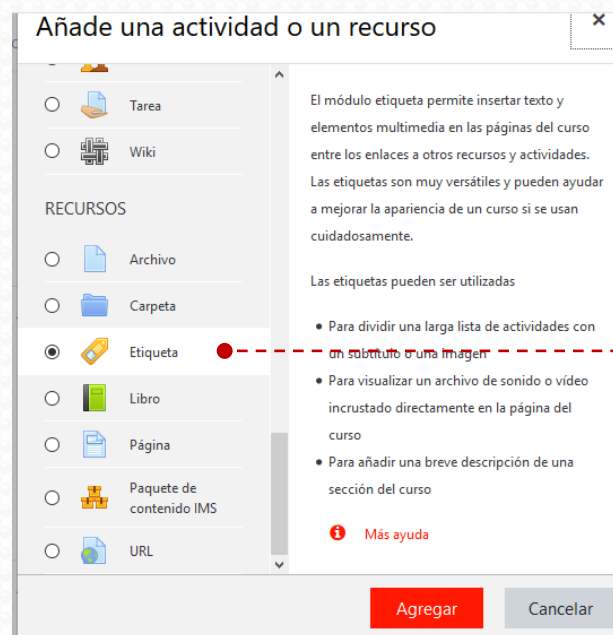 Añade una actividad o un recurso
×
Tarea
Wiki
RECURSOS
Archivo
Carpeta
Etiqueta
Libro
Página
Paquete de
contenido IMS
URL
El módulo etiqueta permite insertar texto y
elementos multimedia en las páginas del curso
entre los enlaces a otros recursos y actividades.
Las etiquetas son muy versátiles y pueden ayudar
a mejorar la apariencia de un curso si se usan
cuidadosamente.
Las etiquetas pueden ser utilizadas
• Para dividir una larga lista de actividades con
un subtítulo o una imagen
• Para visualizar un archivo de sonido o vídeo
incrustado directamente en la página del
curso
• Para añadir una breve descripción de una
sección del curso
Más ayuda
Agregar
Cancelar